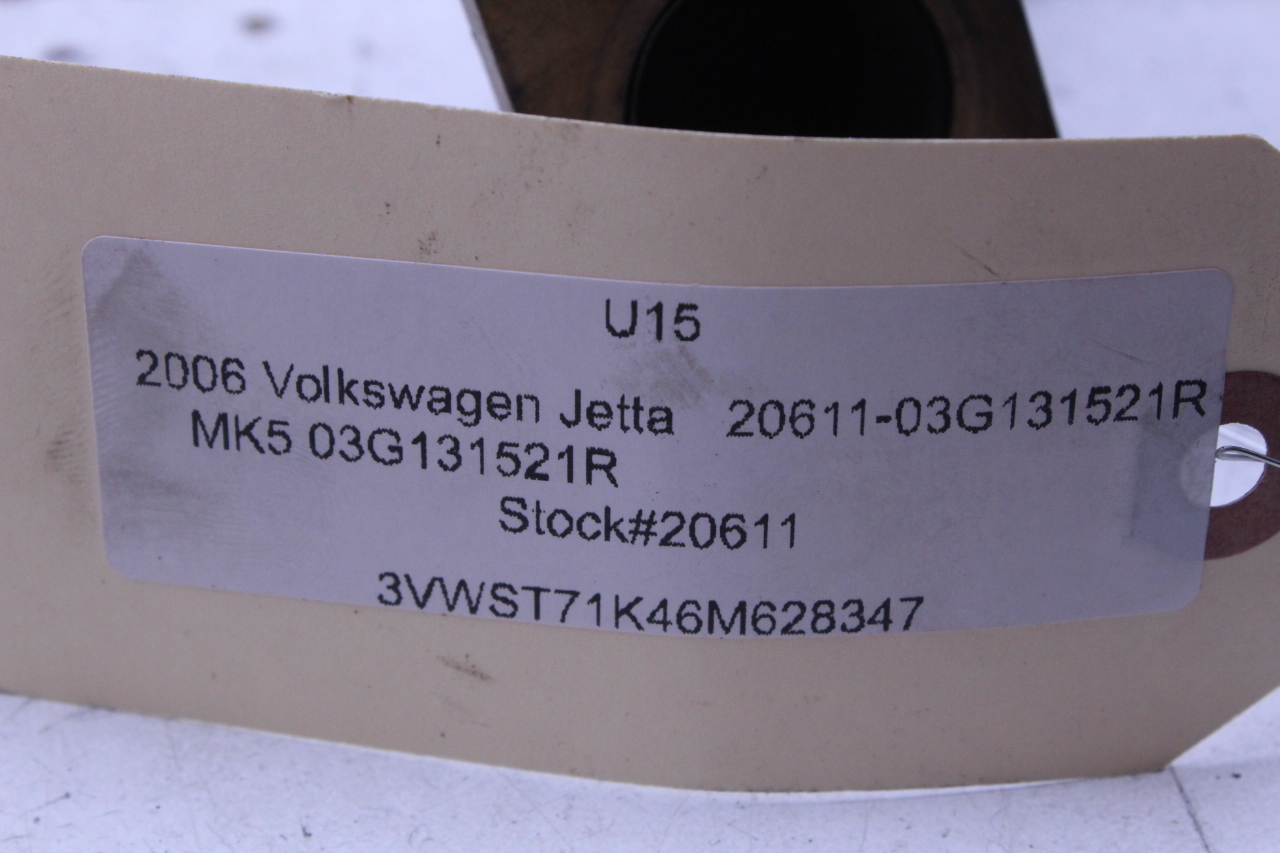 U15
2006 Volkswagen Jetta 20611-03G131521R
MK5 03G131521R
Stock#20611
3VWST71K46M628347